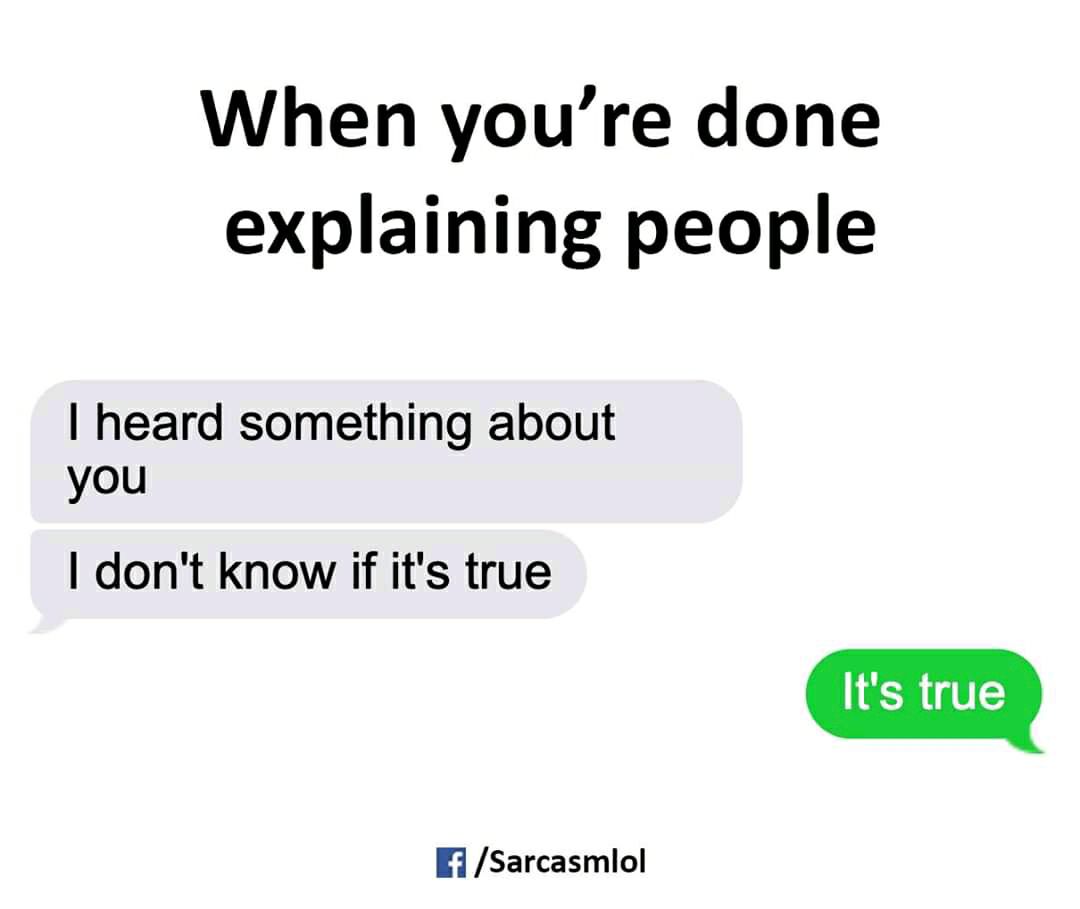 When you’re done
explaining people
I heard something about
you
I don't know if it's true
It's true
f /Sarcasmlol